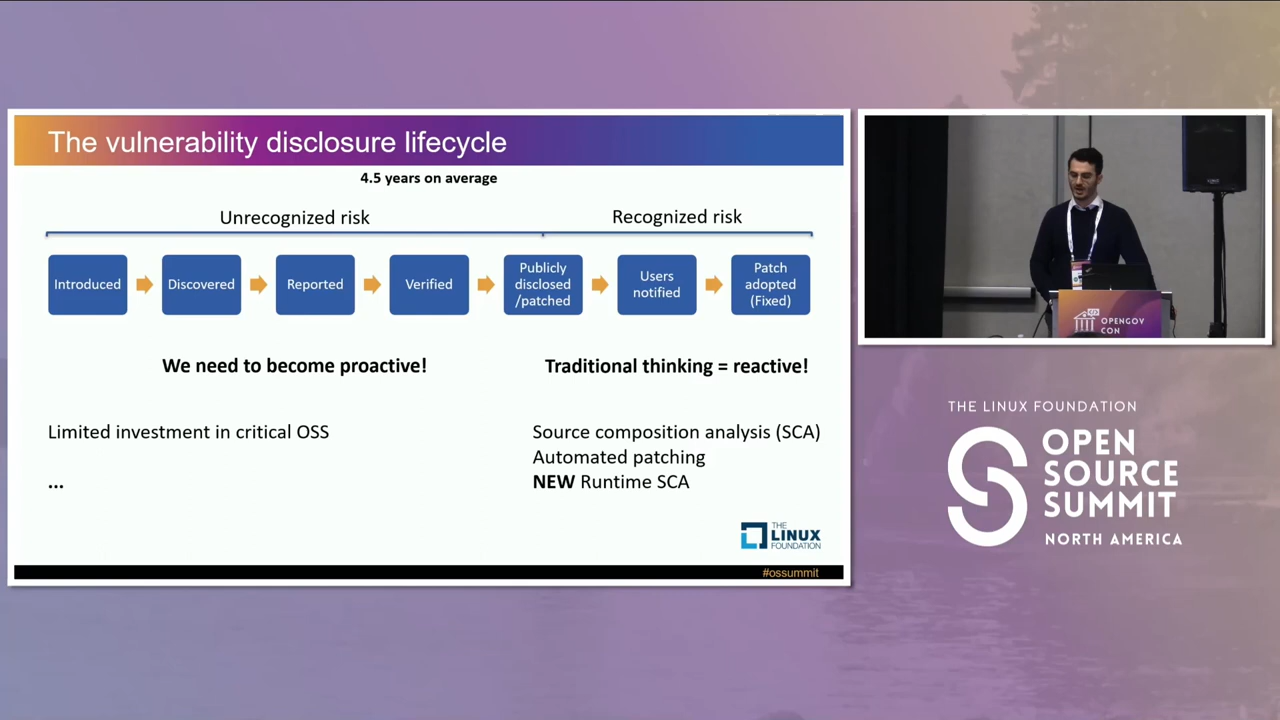 The vulnerability disclosure lifecycle
4.5 years on average
Unrecognized risk
Recognized risk
Introduced
Discovered
Reported
Verified
Publicly
disclosed
/patched
Users
notified
Patch
adopted
(Fixed)
We need to become proactive!
Traditional thinking = reactive!
Limited investment in critical OSS
...
Source composition analysis (SCA)
Automated patching
NEW Runtime SCA
THE
LINUX
FOUNDATION
#ossummit
OPENGOV
CON
THE LINUX FOUNDATION
OPEN
SOURCE
SUMMIT
NORTH AMERICA